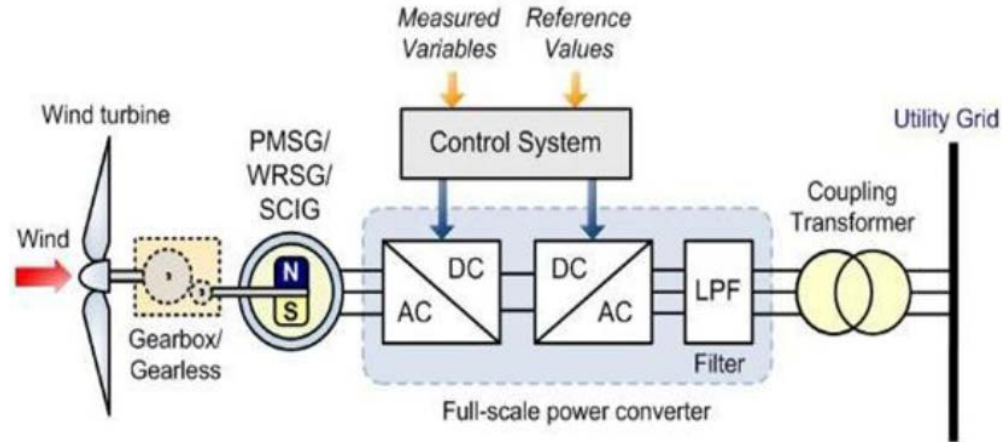 Measured
Variables
Reference
Values
Wind turbine
PMSG/
WRSG/
SCIG
Control System
Utility Grid
Coupling
Transformer
Wind
N
S
DC
AC
DC
AC
LPF
Gearbox/
Gearless
Filter
Full-scale power converter